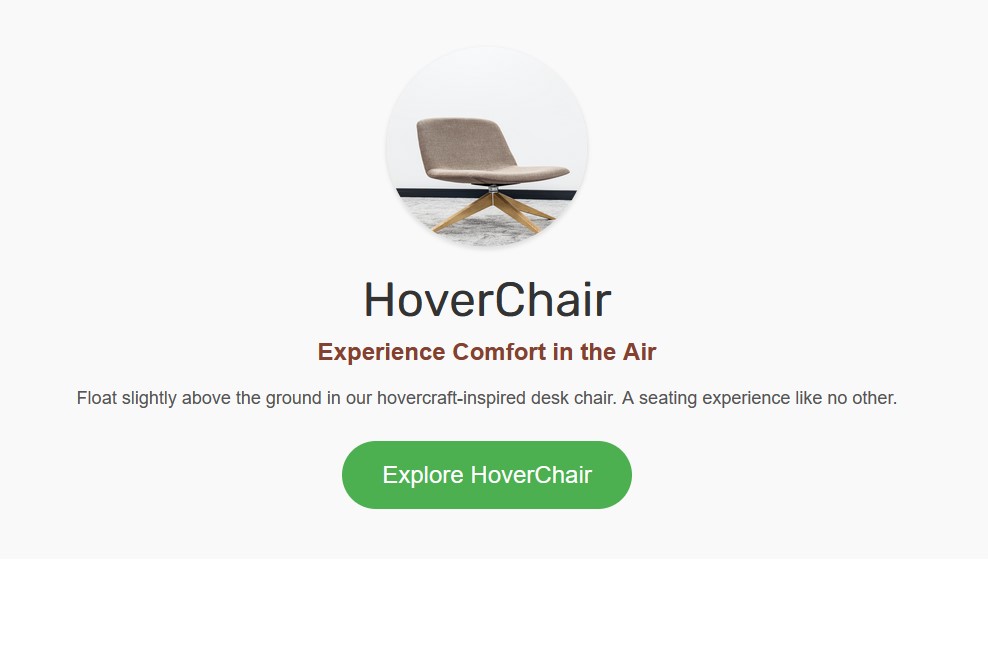 HoverChair
Experience Comfort in the Air
Float slightly above the ground in our hovercraft-inspired desk chair. A seating experience like no other.
Explore HoverChair